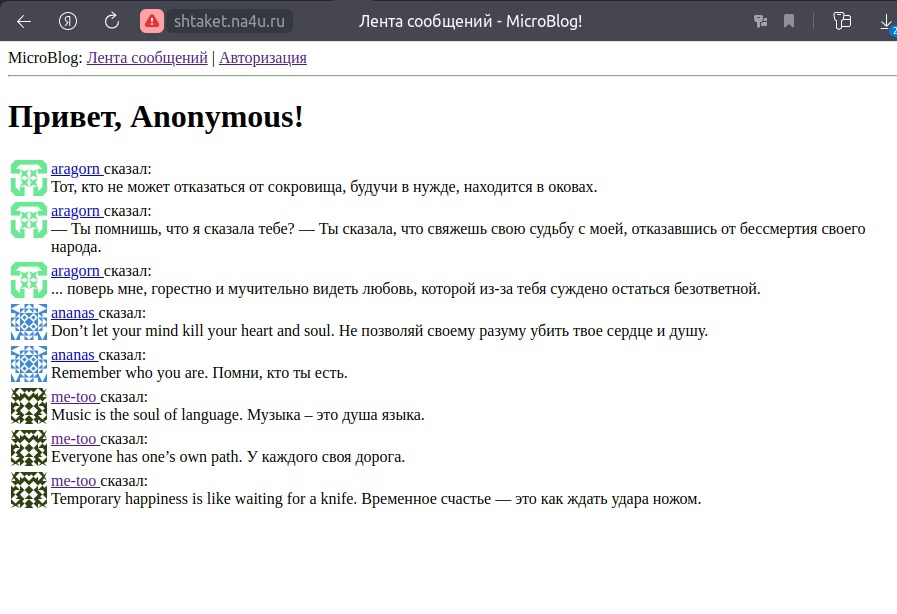 shtaket.na4u.ru Лента сообщений - MicroBlog!
MicroBlog: Лента сообщений | Авторизация
Привет, Anonymous!
aragorn сказал:
Тот, кто не может отказаться от сокровища, будучи в нужде, находится в оковах.
aragorn сказал:
— Ты помнишь, что я сказала тебе? — Ты сказала, что свяжешь свою судьбу с моей, отказавшись от бессмертия своего
народа.
aragorn сказал:
... поверь мне, горестно и мучительно видеть любовь, которой из-за тебя суждено остаться безответной.
ananas сказал:
Don’t let your mind kill your heart and soul. Не позволяй своему разуму убить твое сердце и душу.
ananas сказал:
Remember who you are. Помни, кто ты есть.
me-too сказал:
Music is the soul of language. Музыка – это душа языка.
me-too сказал:
Everyone has one’s own path. У каждого своя дорога.
me-too сказал:
Temporary happiness is like waiting for a knife. Временное счастье — это как ждать удара ножом.